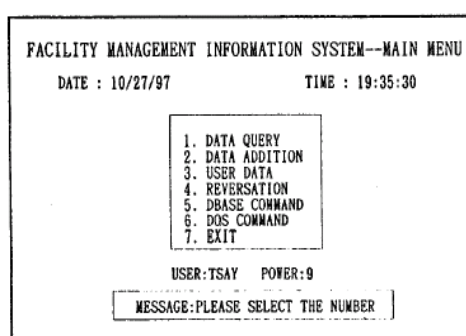 FACILITY MANAGEMENT INFORMATION SYSTEM--MAIN MENU
DATE : 10/27/97 TIME : 19:35:30
1. DATA QUERY
2. DATA ADDITION
3. USER DATA
4. REVERSATION
5. DBASE COMMAND
6. DOS COMMAND
7. EXIT
USER:TSAY POWER:9
MESSAGE:PLEASE SELECT THE NUMBER